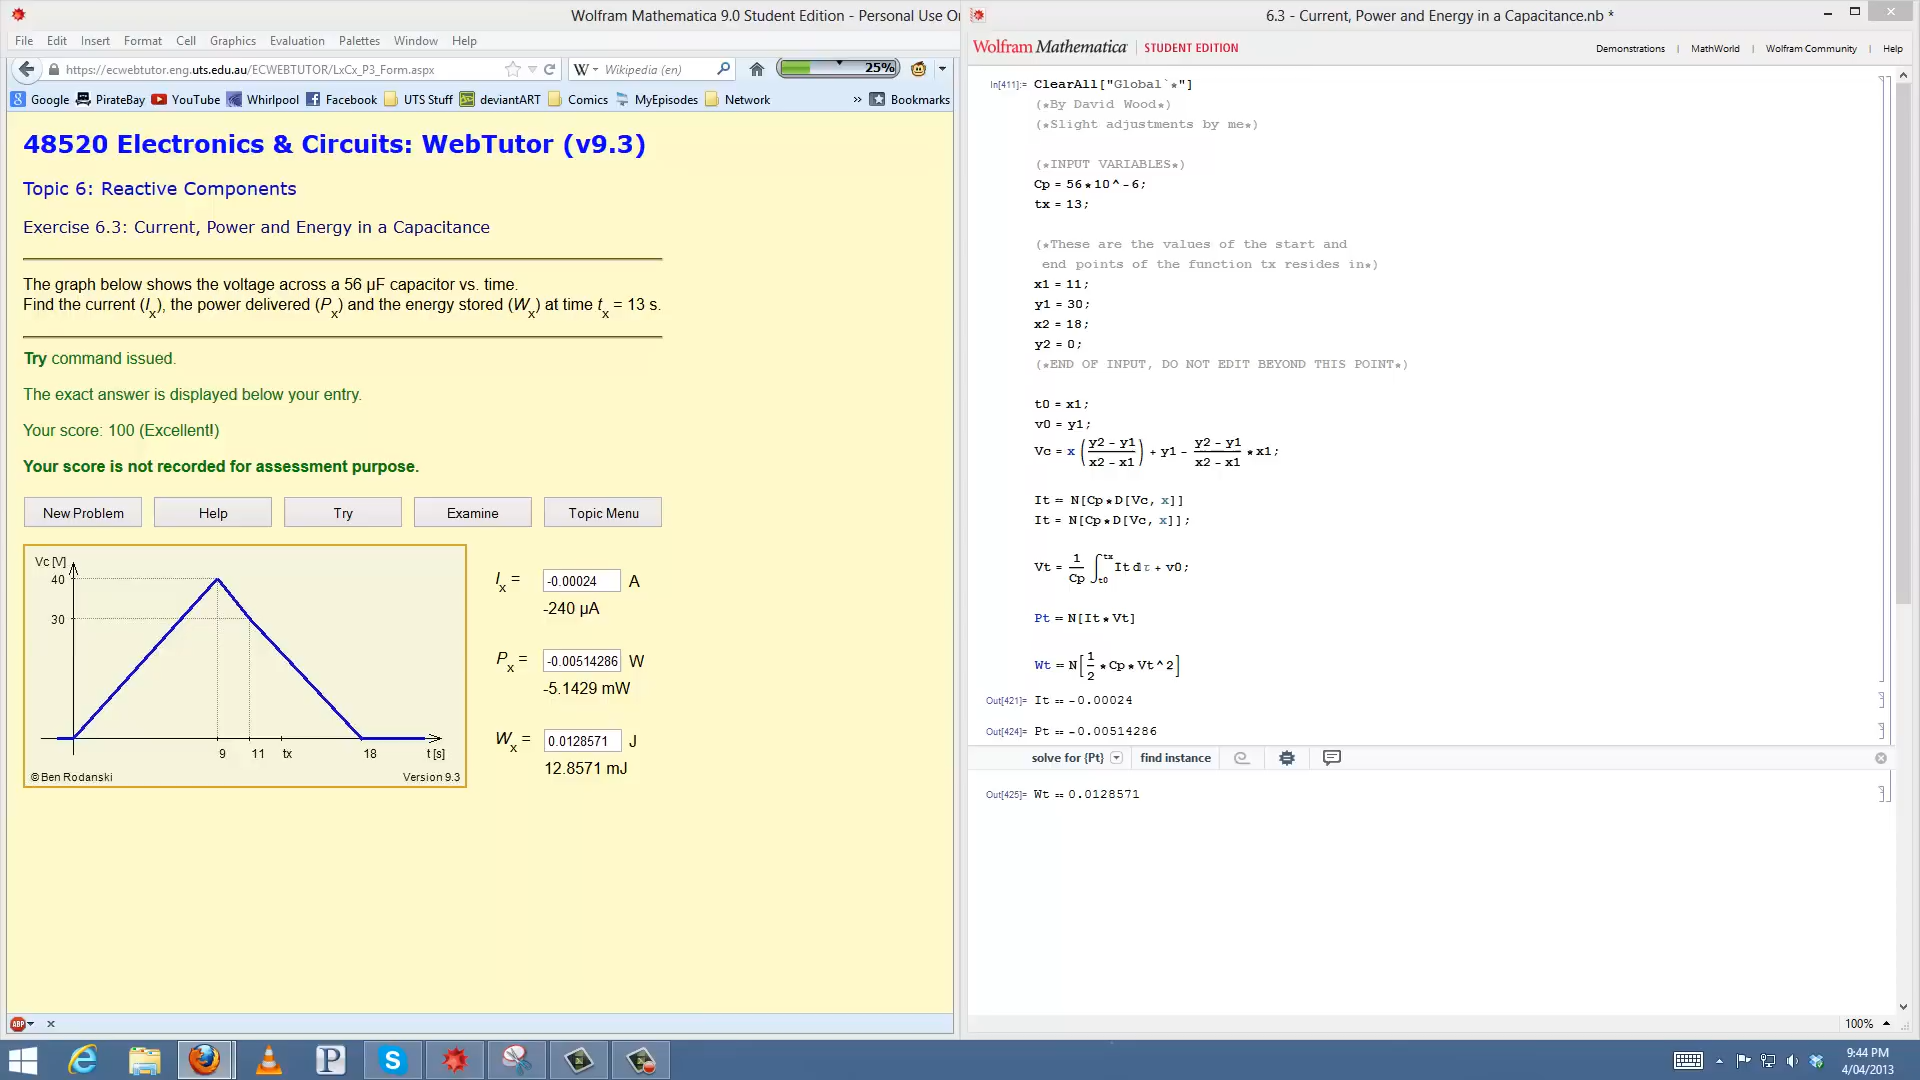 Wolfram Mathematica 9.0 Student Edition - Personal Use O
File Edit Insert Format Cell Graphics Evaluation Palettes Window Help
https://ecwebtutor.eng.uts.edu.au/ECWEBTUTOR/LxCx_P3_Form.aspx
W Wikipedia (en)
25%
Google PirateBay YouTube Whirlpool Facebook UTS Stuff deviantART Comics MyEpisodes Network » Bookmarks
48520 Electronics & Circuits: WebTutor (v9.3)
Topic 6: Reactive Components
Exercise 6.3: Current, Power and Energy in a Capacitance
The graph below shows the voltage across a 56 µF capacitor vs. time.
Find the current (Ix), the power delivered (Px) and the energy stored (Wx) at time tx = 13 s.
Try command issued.
The exact answer is displayed below your entry.
Your score: 100 (Excellent!)
Your score is not recorded for assessment purpose.
New Problem Help Try Examine Topic Menu
Vc [V]
40
30
9 11 tx 18 t [s]
©Ben Rodanski Version 9.3
Ix = -0.00024 A
-240 µA
Px = -0.00514286 W
-5.1429 mW
Wx = 0.0128571 J
12.8571 mJ
ABP
6.3 - Current, Power and Energy in a Capacitance.nb *
Wolfram Mathematica | STUDENT EDITION
Demonstrations | MathWorld | Wolfram Community | Help
In[411]:= ClearAll["Global`*"]
(*By David Wood*)
(*Slight adjustments by me*)
(*INPUT VARIABLES*)
Cp = 56*10^-6;
tx = 13;
(*These are the values of the start and
end points of the function tx resides in*)
x1 = 11;
y1 = 30;
x2 = 18;
y2 = 0;
(*END OF INPUT, DO NOT EDIT BEYOND THIS POINT*)
t0 = x1;
v0 = y1;
Vc = x ((y2 - y1)/(x2 - x1)) + y1 - (y2 - y1)/(x2 - x1) * x1;
It == N[Cp*D[Vc, x]]
It = N[Cp*D[Vc, x]];
Vt = 1/Cp ∫t0^tx It dτ + v0;
Pt == N[It*Vt]
Wt == N[1/2 *Cp*Vt^2]
Out[421]= It == -0.00024
Out[424]= Pt == -0.00514286
solve for {Pt} find instance
Out[425]= Wt == 0.0128571
100%
9:44 PM
4/04/2013